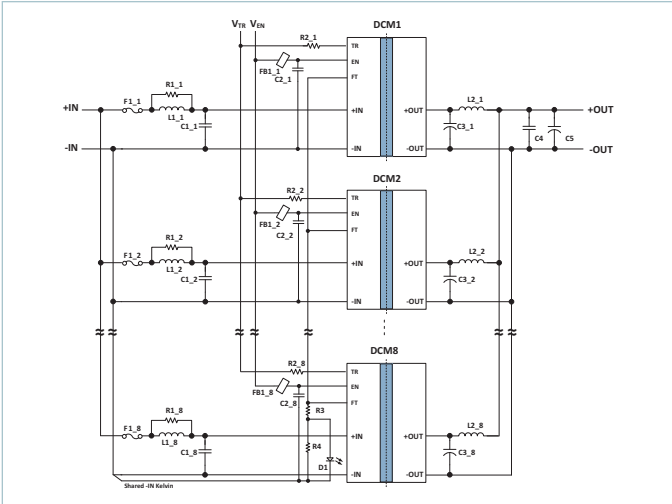 VTR VEN
DCM1
R2_1
TR
EN
FT
FB1_1
C2_1
R1_1
F1_1
L1_1
C1_1
+IN
-IN
+IN
-IN
+OUT
-OUT
L2_1
C3_1
C4
C5
+OUT
-OUT
DCM2
R2_2
TR
EN
FT
FB1_2
C2_2
R1_2
F1_2
L1_2
C1_2
+IN
-IN
+OUT
-OUT
L2_2
C3_2
DCM8
R2_8
TR
EN
FT
FB1_8
C2_8
R3
R4
D1
R1_8
F1_8
L1_8
C1_8
+IN
-IN
+OUT
-OUT
L2_8
C3_8
Shared -IN Kelvin